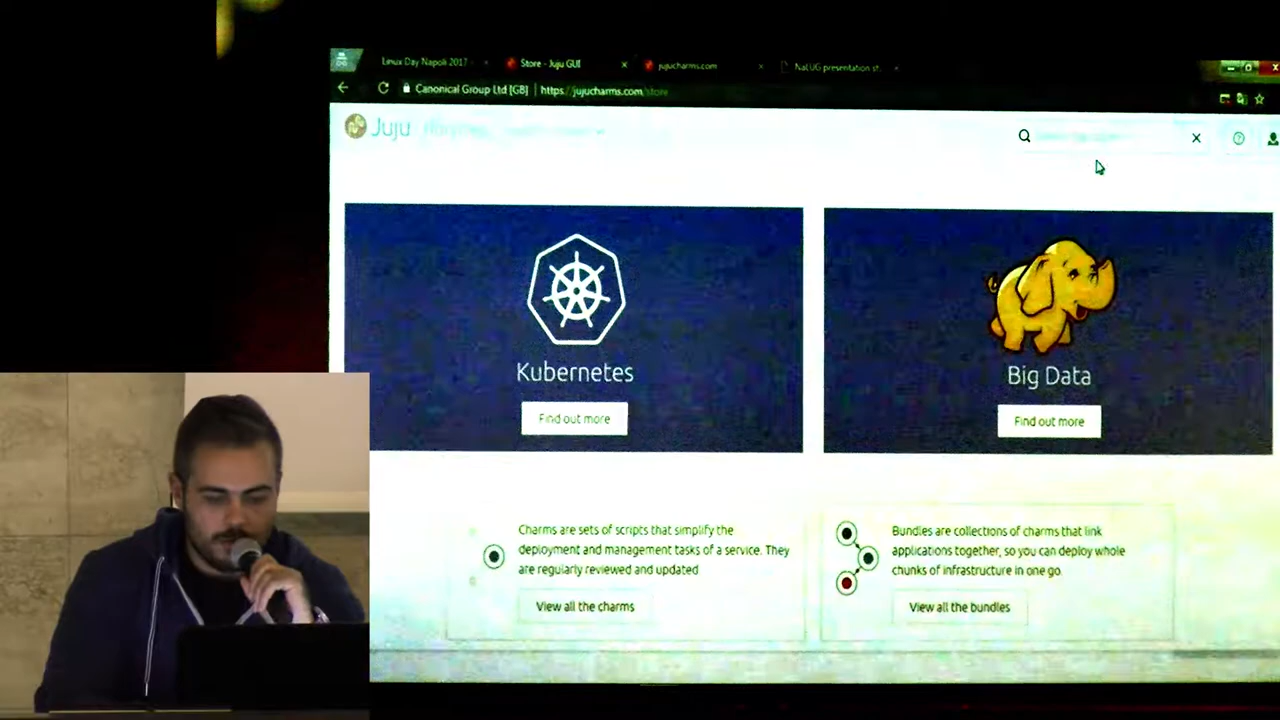 Linux Day Napoli 2017
Store - Juju GUI
jujucharms.com
NaLUG presentation st
Canonical Group Ltd [GB]
https://jujucharms.com/store
Juju
Kubernetes
Find out more
Big Data
Find out more
Charms are sets of scripts that simplify the
deployment and management tasks of a service. They
are regularly reviewed and updated
View all the charms
Bundles are collections of charms that link
applications together, so you can deploy whole
chunks of infrastructure in one go.
View all the bundles